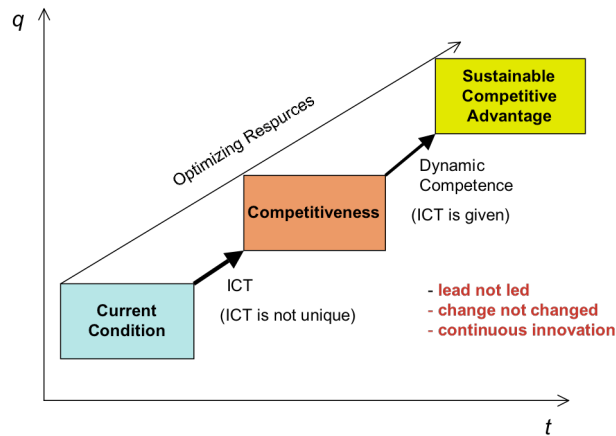 q
Sustainable
Competitive
Advantage
Optimizing Respurces
Dynamic
Competence
(ICT is given)
Competitiveness
ICT
(ICT is not unique)
Current
Condition
- lead not led
- change not changed
- continuous innovation
t